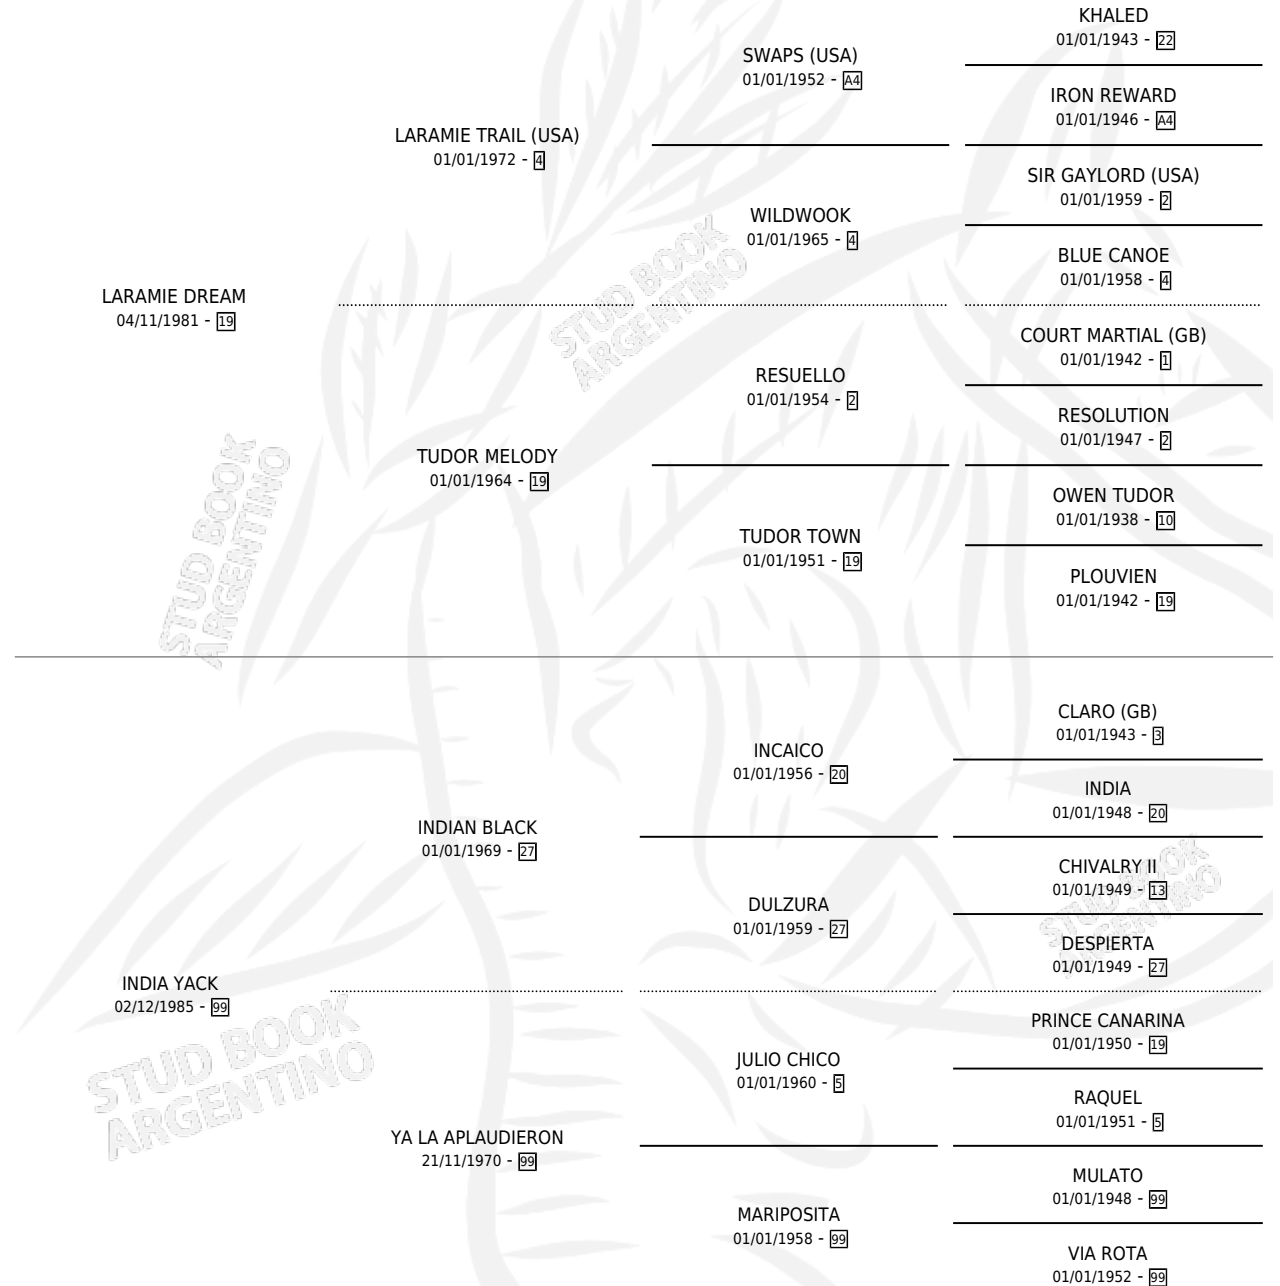 KHALED
01/01/1943 - 22
SWAPS (USA)
01/01/1952 - A4
IRON REWARD
01/01/1946 - A4
LARAMIE TRAIL (USA)
01/01/1972 - 4
SIR GAYLORD (USA)
01/01/1959 - 2
WILDWOOK
01/01/1965 - 4
BLUE CANOE
01/01/1958 - 4
LARAMIE DREAM
04/11/1981 - 19
COURT MARTIAL (GB)
01/01/1942 - 1
RESUELLO
01/01/1954 - 2
RESOLUTION
01/01/1947 - 2
TUDOR MELODY
01/01/1964 - 19
OWEN TUDOR
01/01/1938 - 10
TUDOR TOWN
01/01/1951 - 19
PLOUVIEN
01/01/1942 - 19
CLARO (GB)
01/01/1943 - 3
INCAICO
01/01/1956 - 20
INDIA
01/01/1948 - 20
INDIAN BLACK
01/01/1969 - 27
CHIVALRY II
01/01/1949 - 13
DULZURA
01/01/1959 - 27
DESPIERTA
01/01/1949 - 27
INDIA YACK
02/12/1985 - 99
PRINCE CANARINA
01/01/1950 - 19
JULIO CHICO
01/01/1960 - 5
RAQUEL
01/01/1951 - 5
YA LA APLAUDIERON
21/11/1970 - 99
MULATO
01/01/1948 - 99
MARIPOSITA
01/01/1958 - 99
VIA ROTA
01/01/1952 - 99
STUD BOOK
ARGENTINO
STUD BOOK
ARGENTINO
STUD BOOK
ARGENTINO
STUD BOOK
ARGENTINO